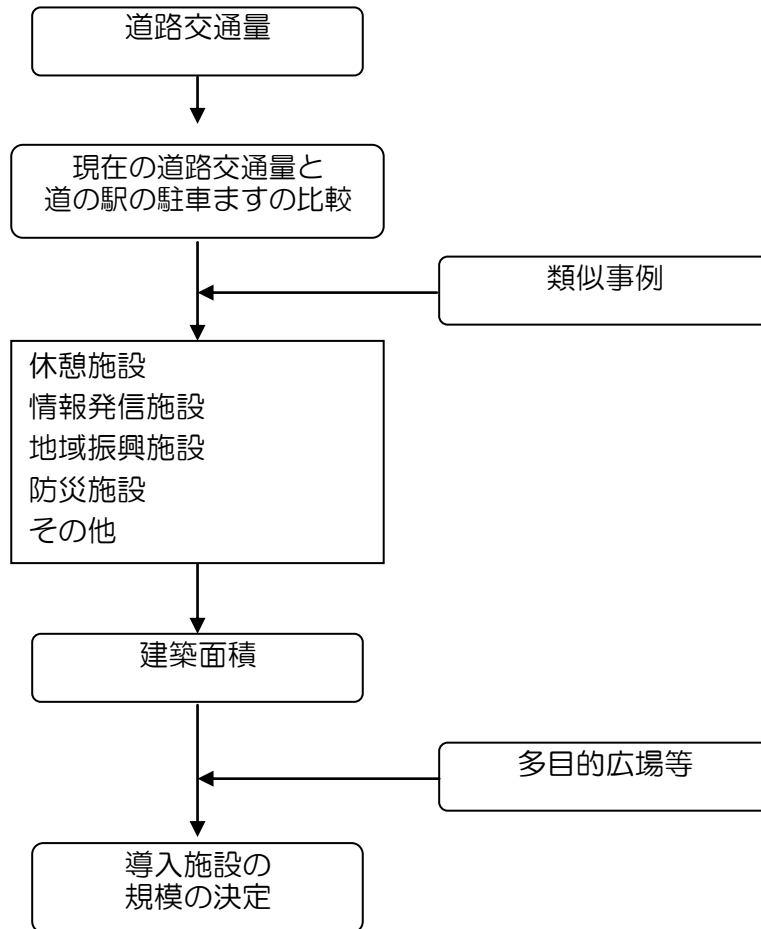 道路交通量
現在の道路交通量と
道の駅の駐車ますの比較
類似事例
休憩施設
情報発信施設
地域振興施設
防災施設
その他
建築面積
多目的広場等
導入施設の
規模の決定